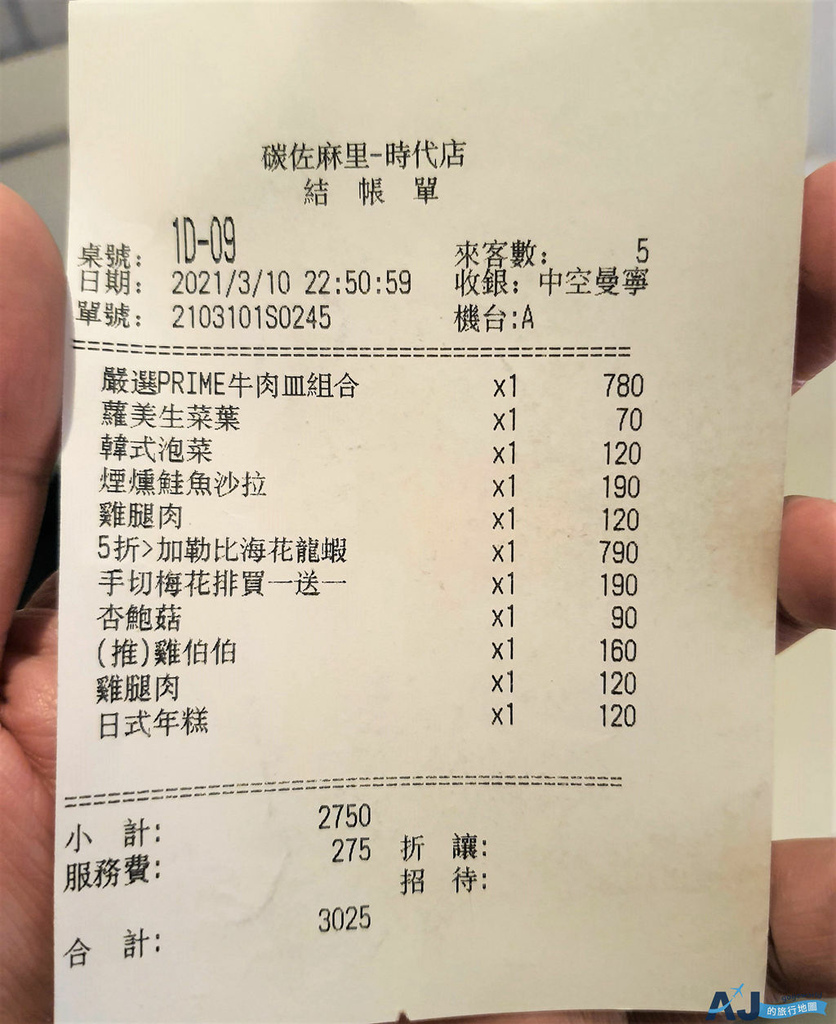 碳佐麻里-時代店
結 帳 單
桌號: 1D-09 來客數: 5
日期: 2021/3/10 22:50:59 收銀: 中空曼寧
單號: 2103101S0245 機台:A
嚴選PRIME牛肉皿組合 x1 780
蘿美生菜葉 x1 70
韓式泡菜 x1 120
煙燻鮭魚沙拉 x1 190
雞腿肉 x1 120
5折>加勒比海花龍蝦 x1 790
手切梅花排買一送一 x1 190
杏鮑菇 x1 90
(推)雞伯伯 x1 160
雞腿肉 x1 120
日式年糕 x1 120
小 計: 2750
服務費: 275 折 讓:
招 待:
合 計: 3025
AJ的旅行地圖